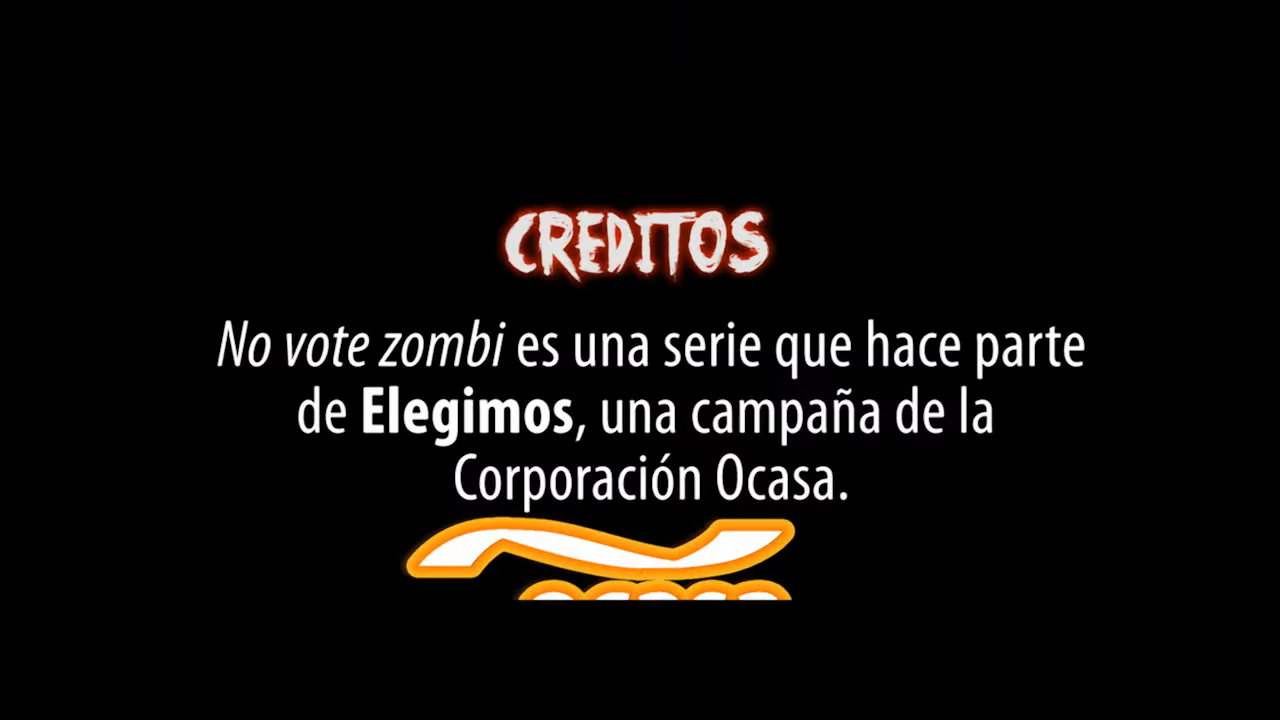 CREDITOS
No vote zombi es una serie que hace parte
de Elegimos, una campaña de la
Corporación Ocasa.